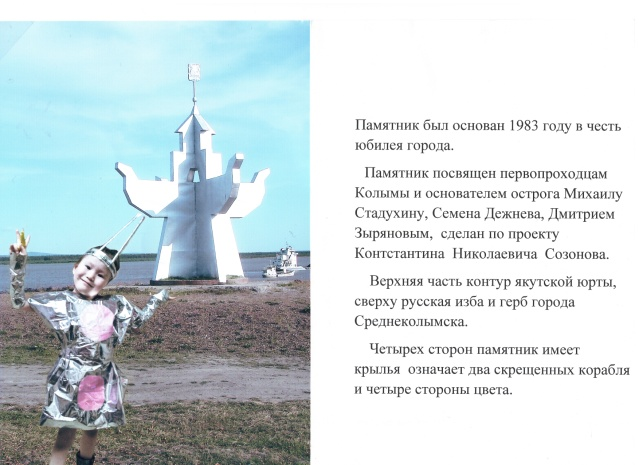 Памятник был основан 1983 году в честь
юбилея города.
Памятник посвящен первопроходцам
Колымы и основателем острога Михаилу
Стадухину, Семена Дежнева, Дмитрием
Зыряновым, сделан по проекту
Контстантина Николаевича Созонова.
Верхняя часть контур якутской юрты,
сверху русская изба и герб города
Среднеколымска.
Четырех сторон памятник имеет
крылья означает два скрещенных корабля
и четыре стороны цвета.